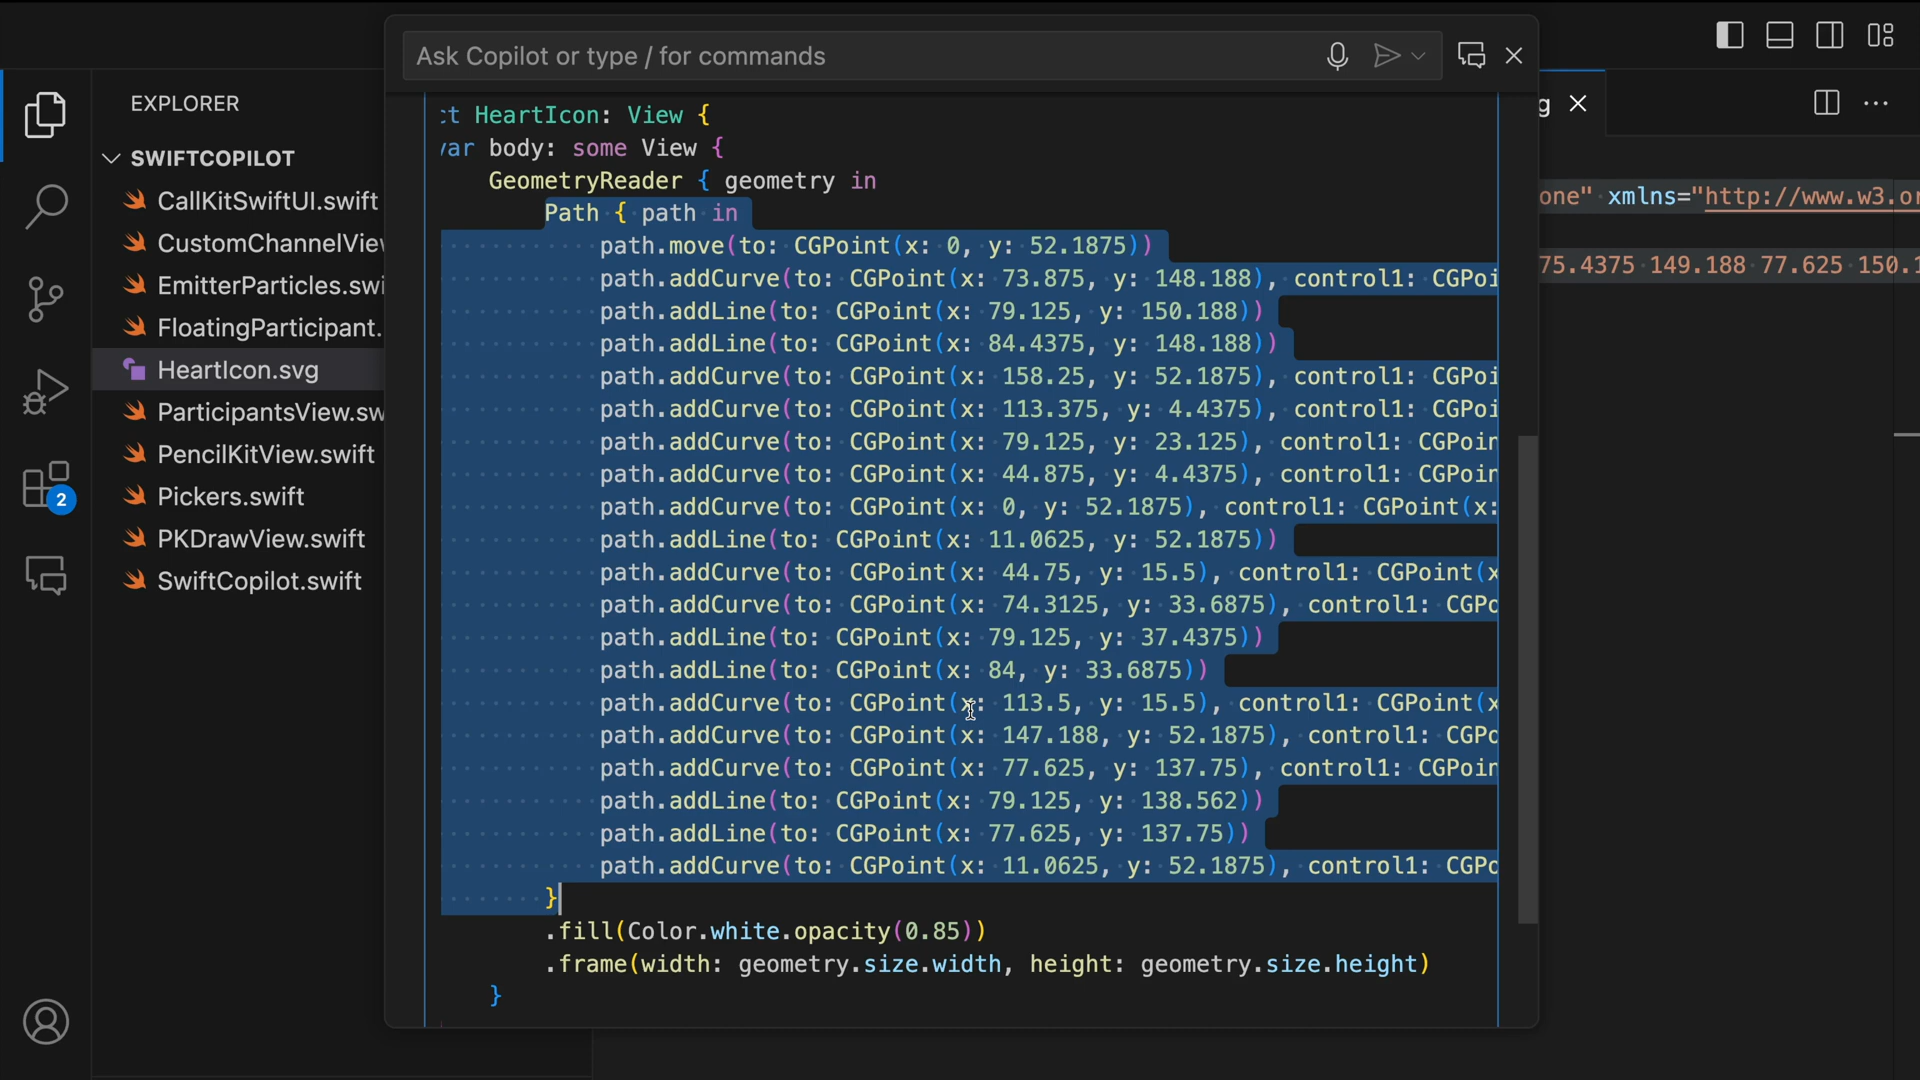 Ask Copilot or type / for commands
EXPLORER
SWIFTCOPILOT
CallKitSwiftUI.swift
CustomChannelView
EmitterParticles.swi
FloatingParticipant.
HeartIcon.svg
ParticipantsView.sw
PencilKitView.swift
Pickers.swift
PKDrawView.swift
SwiftCopilot.swift
2
ct HeartIcon: View {
var body: some View {
GeometryReader { geometry in
Path { path in
path.move(to: CGPoint(x: 0, y: 52.1875))
path.addCurve(to: CGPoint(x: 73.875, y: 148.188), control1: CGPoi
path.addLine(to: CGPoint(x: 79.125, y: 150.188))
path.addLine(to: CGPoint(x: 84.4375, y: 148.188))
path.addCurve(to: CGPoint(x: 158.25, y: 52.1875), control1: CGPoi
path.addCurve(to: CGPoint(x: 113.375, y: 4.4375), control1: CGPoi
path.addCurve(to: CGPoint(x: 79.125, y: 23.125), control1: CGPoin
path.addCurve(to: CGPoint(x: 44.875, y: 4.4375), control1: CGPoin
path.addCurve(to: CGPoint(x: 0, y: 52.1875), control1: CGPoint(x:
path.addLine(to: CGPoint(x: 11.0625, y: 52.1875))
path.addCurve(to: CGPoint(x: 44.75, y: 15.5), control1: CGPoint(x
path.addCurve(to: CGPoint(x: 74.3125, y: 33.6875), control1: CGPo
path.addLine(to: CGPoint(x: 79.125, y: 37.4375))
path.addLine(to: CGPoint(x: 84, y: 33.6875))
path.addCurve(to: CGPoint(x: 113.5, y: 15.5), control1: CGPoint(x
path.addCurve(to: CGPoint(x: 147.188, y: 52.1875), control1: CGPo
path.addCurve(to: CGPoint(x: 77.625, y: 137.75), control1: CGPoin
path.addLine(to: CGPoint(x: 79.125, y: 138.562))
path.addLine(to: CGPoint(x: 77.625, y: 137.75))
path.addCurve(to: CGPoint(x: 11.0625, y: 52.1875), control1: CGPo
}
.fill(Color.white.opacity(0.85))
.frame(width: geometry.size.width, height: geometry.size.height)
}
g
one" xmlns="http://www.w3.or
75.4375 149.188 77.625 150.1